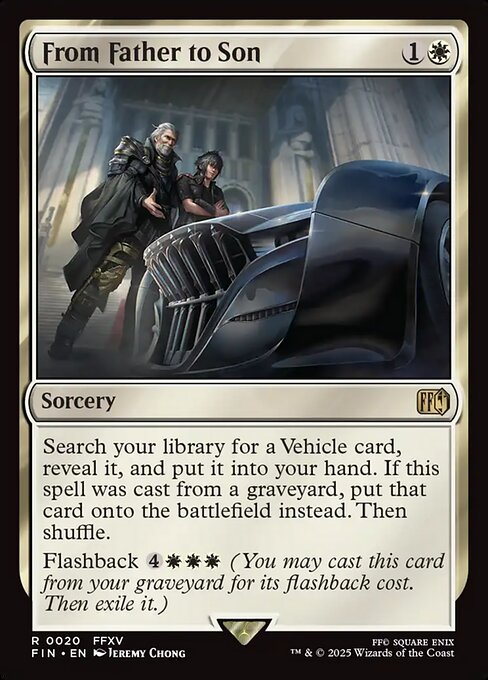 From Father to Son 1
Sorcery
FF
Search your library for a Vehicle card,
reveal it, and put it into your hand. If this
spell was cast from a graveyard, put that
card onto the battlefield instead. Then
shuffle.
Flashback 4 (You may cast this card
from your graveyard for its flashback cost.
Then exile it.)
R 0020 FFXV
FIN • EN Jeremy Chong
FF© SQUARE ENIX
™ & © 2025 Wizards of the Coast